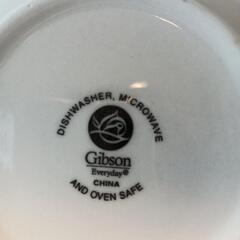 DISHWASHER, MICROWAVE
Gibson
Everyday®
CHINA
AND OVEN SAFE